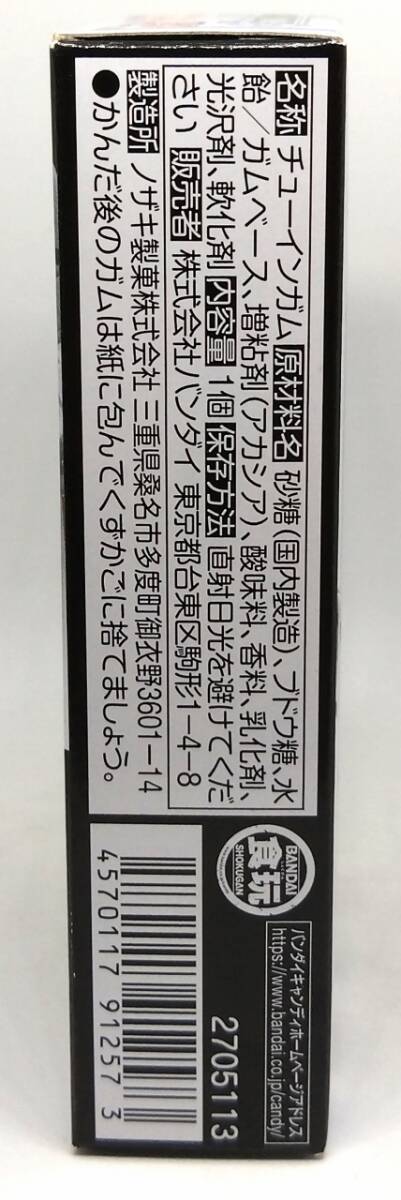 名称 チューインガム 原材料名 砂糖(国内製造)、ブドウ糖、水
飴/ガムベース、増粘剤(アカシア)、酸味料、香料、乳化剤、
光沢剤、軟化剤 内容量 1個 保存方法 直射日光を避けてくだ
さい 販売者 株式会社バンダイ 東京都台東区駒形1-4-8
製造所 ノザキ製菓株式会社 三重県桑名市多度町御衣野3601-14
●かんだ後のガムは紙に包んでくずかごに捨てましょう。
BANDAI
食玩
SHOKUGAN
バンダイキャンディホームページアドレス
https://www.bandai.co.jp/candy/
2705113
4570117 912573